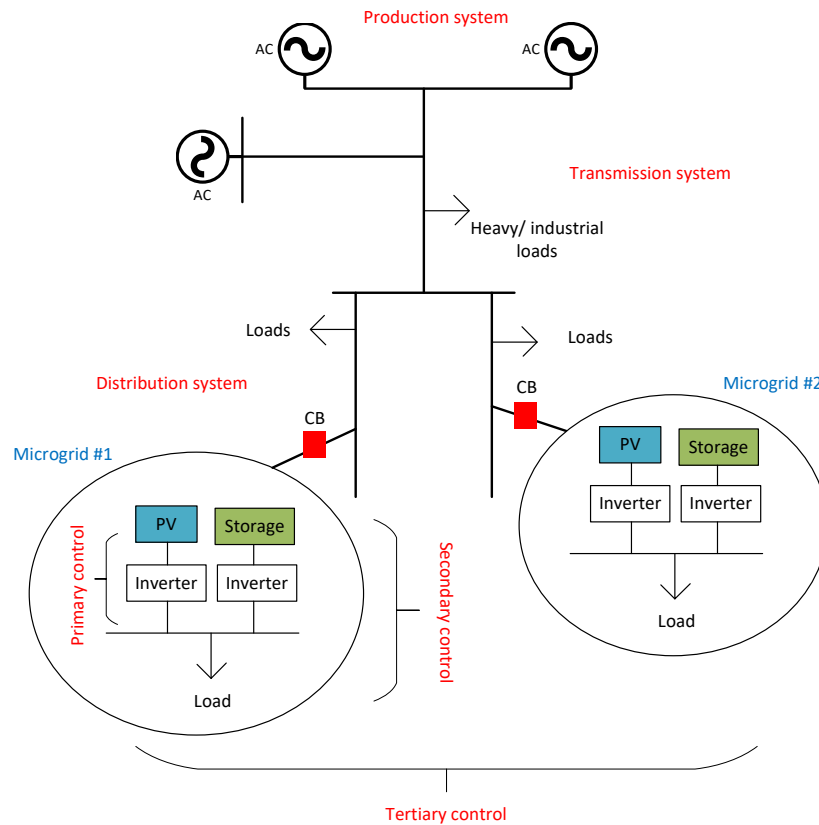 Production system
AC
AC
AC
Transmission system
Heavy/ industrial
loads
Loads
Loads
Distribution system
CB
CB
Microgrid #2
Microgrid #1
PV
Storage
Inverter
Inverter
Load
PV
Storage
Inverter
Inverter
Load
Primary control
Secondary control
Tertiary control